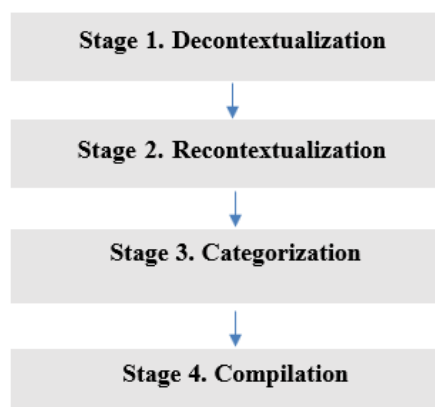 Stage 1. Decontextualization
Stage 2. Recontextualization
Stage 3. Categorization
Stage 4. Compilation